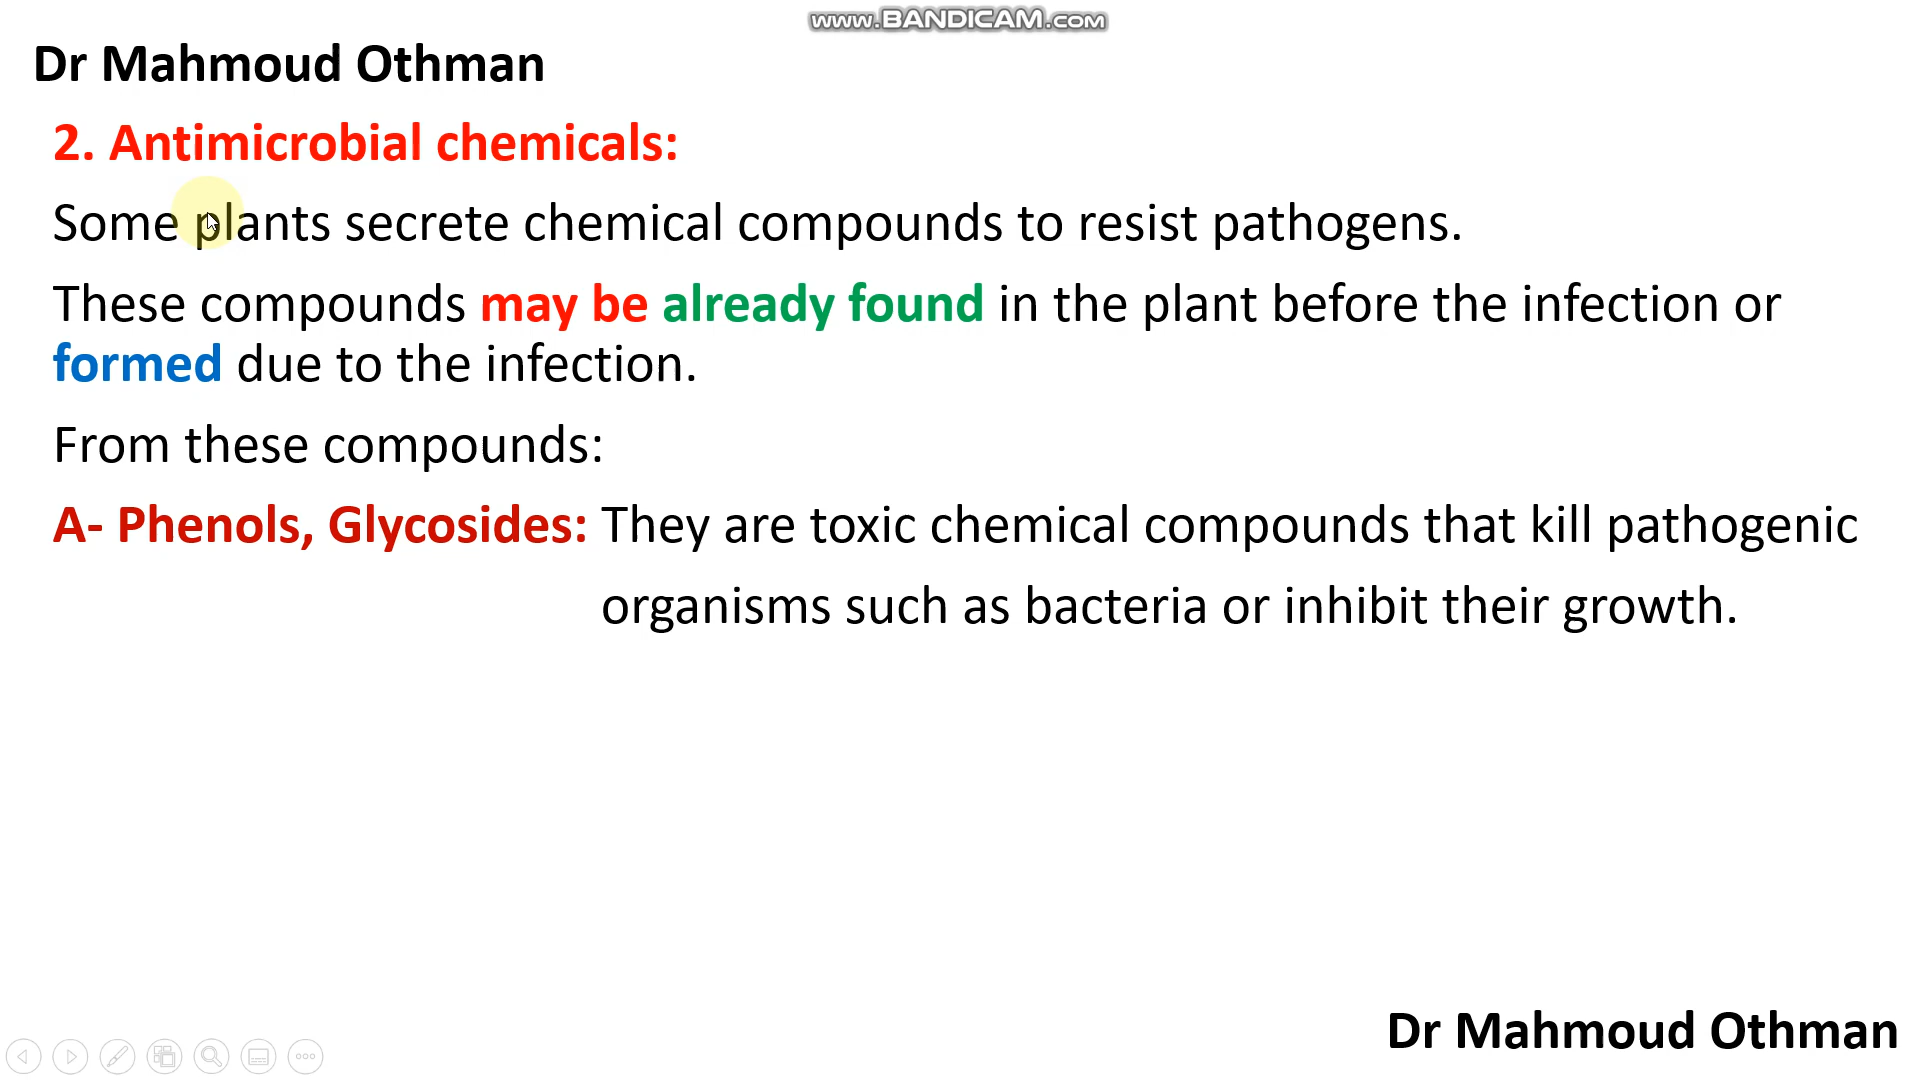 www.BANDICAM.com
Dr Mahmoud Othman
2. Antimicrobial chemicals:
Some plants secrete chemical compounds to resist pathogens.
These compounds may be already found in the plant before the infection or
formed due to the infection.
From these compounds:
A- Phenols, Glycosides: They are toxic chemical compounds that kill pathogenic
organisms such as bacteria or inhibit their growth.
Dr Mahmoud Othman